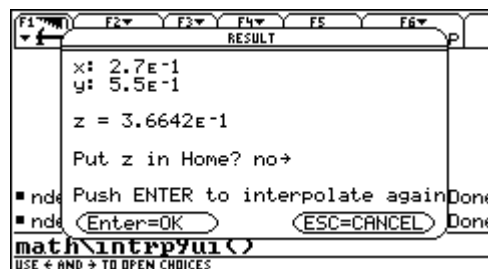 F1 F2 F3 F4 F5 F6
RESULT
x: 2.7ᴇ-1
y: 5.5ᴇ-1
z = 3.6642ᴇ-1
Put z in Home? no→
nde Push ENTER to interpolate again Done
nde Enter=OK ESC=CANCEL Done
math\intrp9ui()
USE ← AND → TO OPEN CHOICES